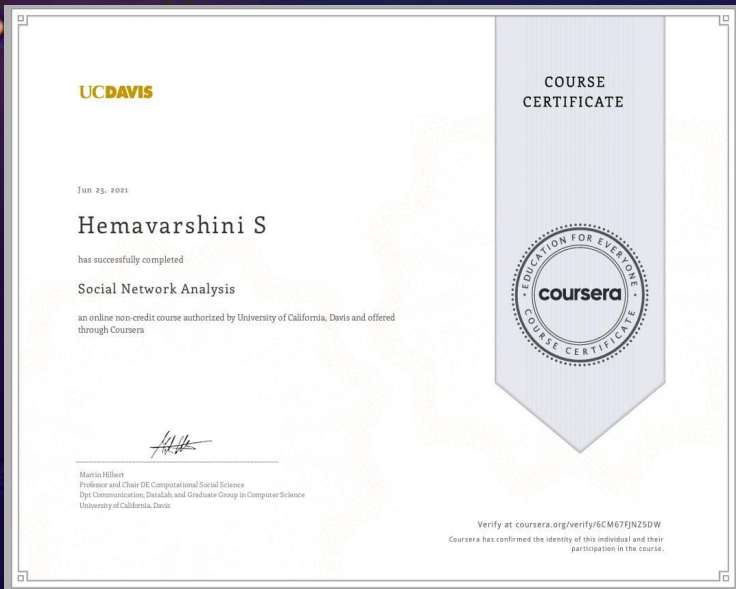 UCDAVIS
COURSE
CERTIFICATE
Jun 23, 2021
Hemavarshini S
has successfully completed
Social Network Analysis
an online non-credit course authorized by University of California, Davis and offered
through Coursera
EDUCATION FOR EVERYONE
coursera
COURSE CERTIFICATE
Martin Hilbert
Professor and Chair DE Computational Social Science
Dpt Communication, DataLab, and Graduate Group in Computer Science
University of California, Davis
Verify at coursera.org/verify/6CM67FJNZ5DW
Coursera has confirmed the identity of this individual and their
participation in the course.